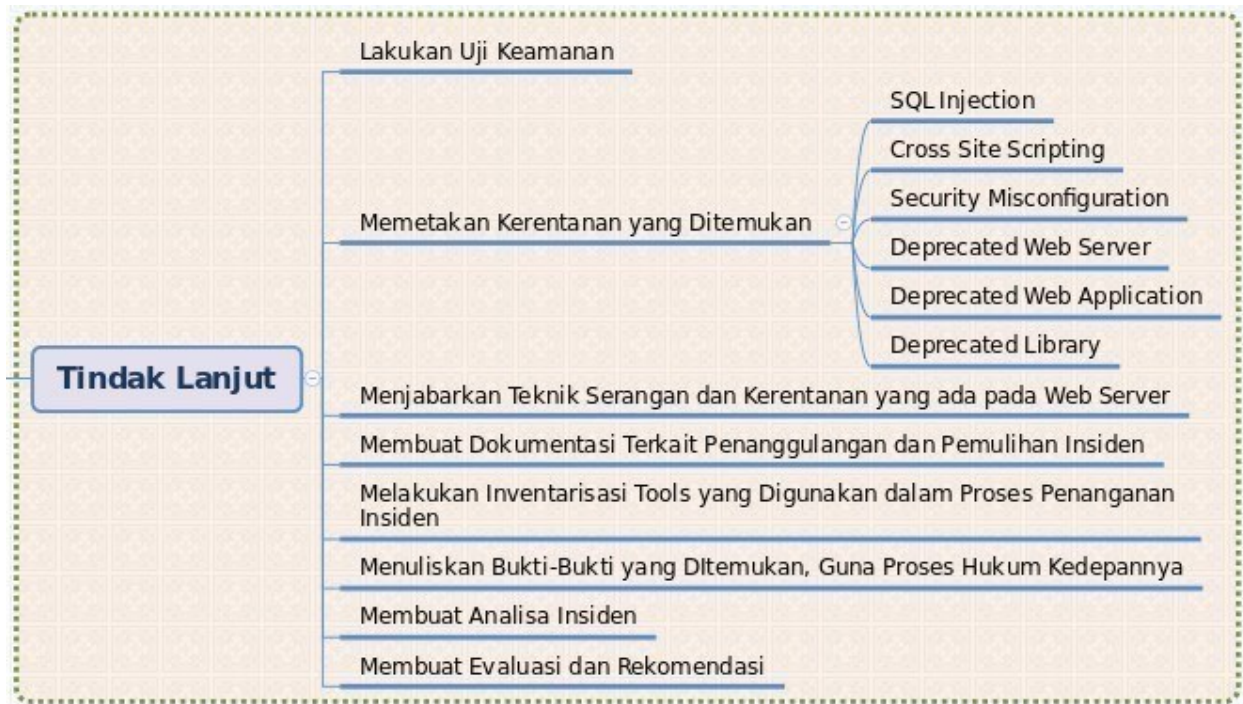 Lakukan Uji Keamanan
SQL Injection
Cross Site Scripting
Security Misconfiguration
Memetakan Kerentanan yang Ditemukan
Deprecated Web Server
Deprecated Web Application
Deprecated Library
Tindak Lanjut
Menjabarkan Teknik Serangan dan Kerentanan yang ada pada Web Server
Membuat Dokumentasi Terkait Penanggulangan dan Pemulihan Insiden
Melakukan Inventarisasi Tools yang Digunakan dalam Proses Penanganan
Insiden
Menuliskan Bukti-Bukti yang DItemukan, Guna Proses Hukum Kedepannya
Membuat Analisa Insiden
Membuat Evaluasi dan Rekomendasi